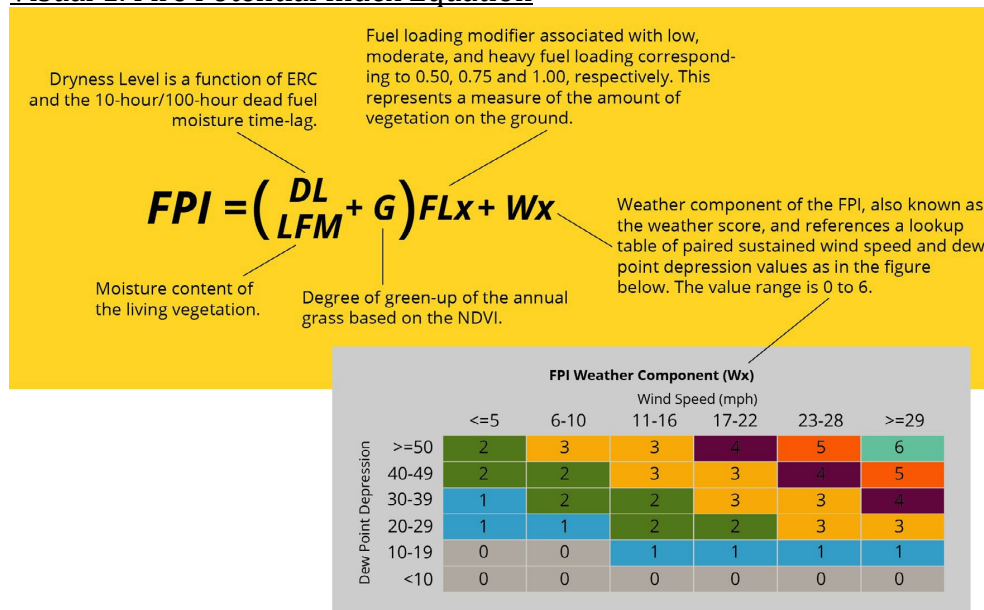 Visual 1: Fire Potential Index Equation
Fuel loading modifier associated with low,
moderate, and heavy fuel loading correspond-
ing to 0.50, 0.75 and 1.00, respectively. This
represents a measure of the amount of
vegetation on the ground.
Dryness Level is a function of ERC
and the 10-hour/100-hour dead fuel
moisture time-lag.
FPI = (DL/LFM + G)FLx + Wx
Weather component of the FPI, also known as
the weather score, and references a lookup
table of paired sustained wind speed and dew
point depression values as in the figure
below. The value range is 0 to 6.
Moisture content of
the living vegetation.
Degree of green-up of the annual
grass based on the NDVI.
FPI Weather Component (Wx)
Wind Speed (mph)
<=5 6-10 11-16 17-22 23-28 >=29
Dew Point Depression
>=50 2 3 3 4 5 6
40-49 2 2 3 3 4 5
30-39 1 2 2 3 3 4
20-29 1 1 2 2 3 3
10-19 0 0 1 1 1 1
<10 0 0 0 0 0 0